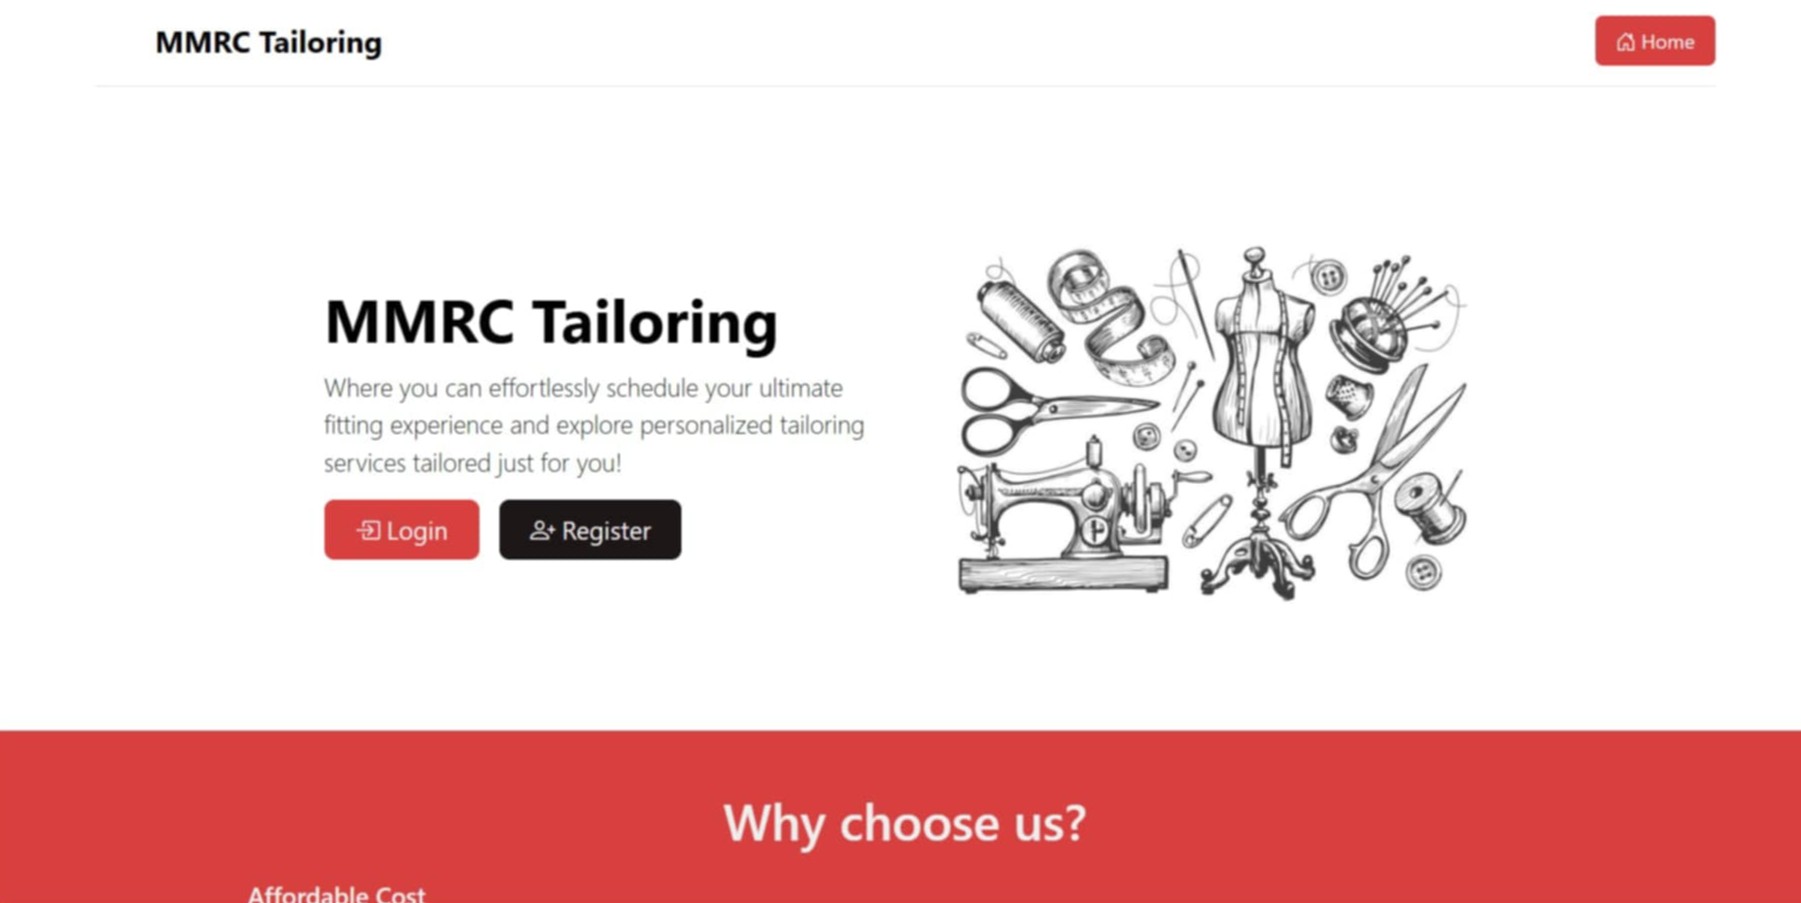 MMRC Tailoring
Home
MMRC Tailoring
Where you can effortlessly schedule your ultimate
fitting experience and explore personalized tailoring
services tailored just for you!
Login
Register
Why choose us?
Affordable Cost